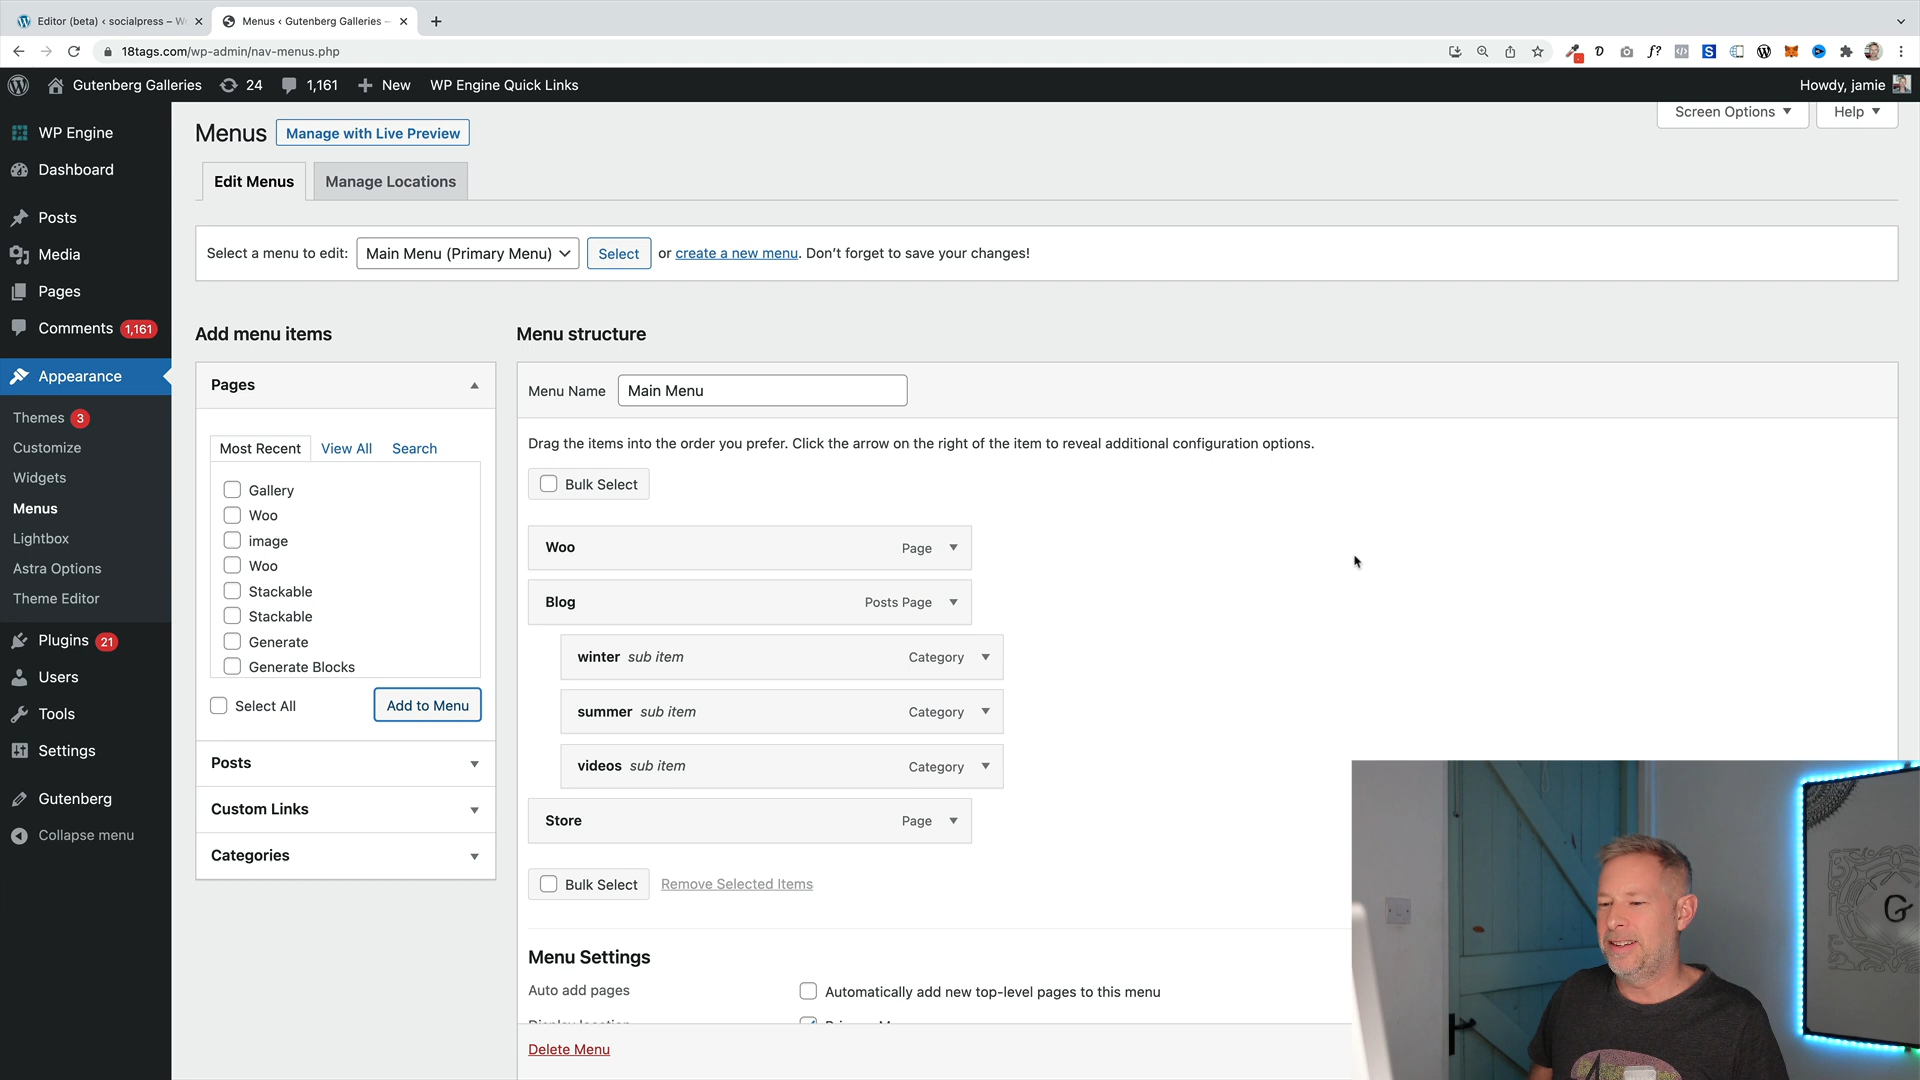 Editor (beta) ‹ socialpress – W
Menus ‹ Gutenberg Galleries –
18tags.com/wp-admin/nav-menus.php
Gutenberg Galleries 24 1,161 New WP Engine Quick Links Howdy, jamie
WP Engine
Dashboard
Posts
Media
Pages
Comments 1,161
Appearance
Themes 3
Customize
Widgets
Menus
Lightbox
Astra Options
Theme Editor
Plugins 21
Users
Tools
Settings
Gutenberg
Collapse menu
Screen Options
Help
Menus
Manage with Live Preview
Edit Menus
Manage Locations
Select a menu to edit: Main Menu (Primary Menu) Select or create a new menu. Don’t forget to save your changes!
Add menu items
Pages
Most Recent View All Search
Gallery
Woo
image
Woo
Stackable
Stackable
Generate
Generate Blocks
Select All
Add to Menu
Posts
Custom Links
Categories
Menu structure
Menu Name Main Menu
Drag the items into the order you prefer. Click the arrow on the right of the item to reveal additional configuration options.
Bulk Select
Woo Page
Blog Posts Page
winter sub item Category
summer sub item Category
videos sub item Category
Store Page
Bulk Select Remove Selected Items
Menu Settings
Auto add pages Automatically add new top-level pages to this menu
Delete Menu